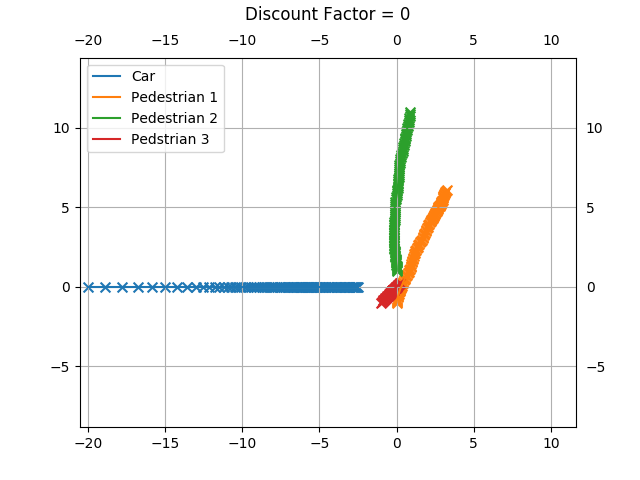 Discount Factor = 0
−20 −15 −10 −5 0 5 10
Car
Pedestrian 1
Pedestrian 2
Pedstrian 3
10 10
5 5
0 0
−5 −5
−20 −15 −10 −5 0 5 10